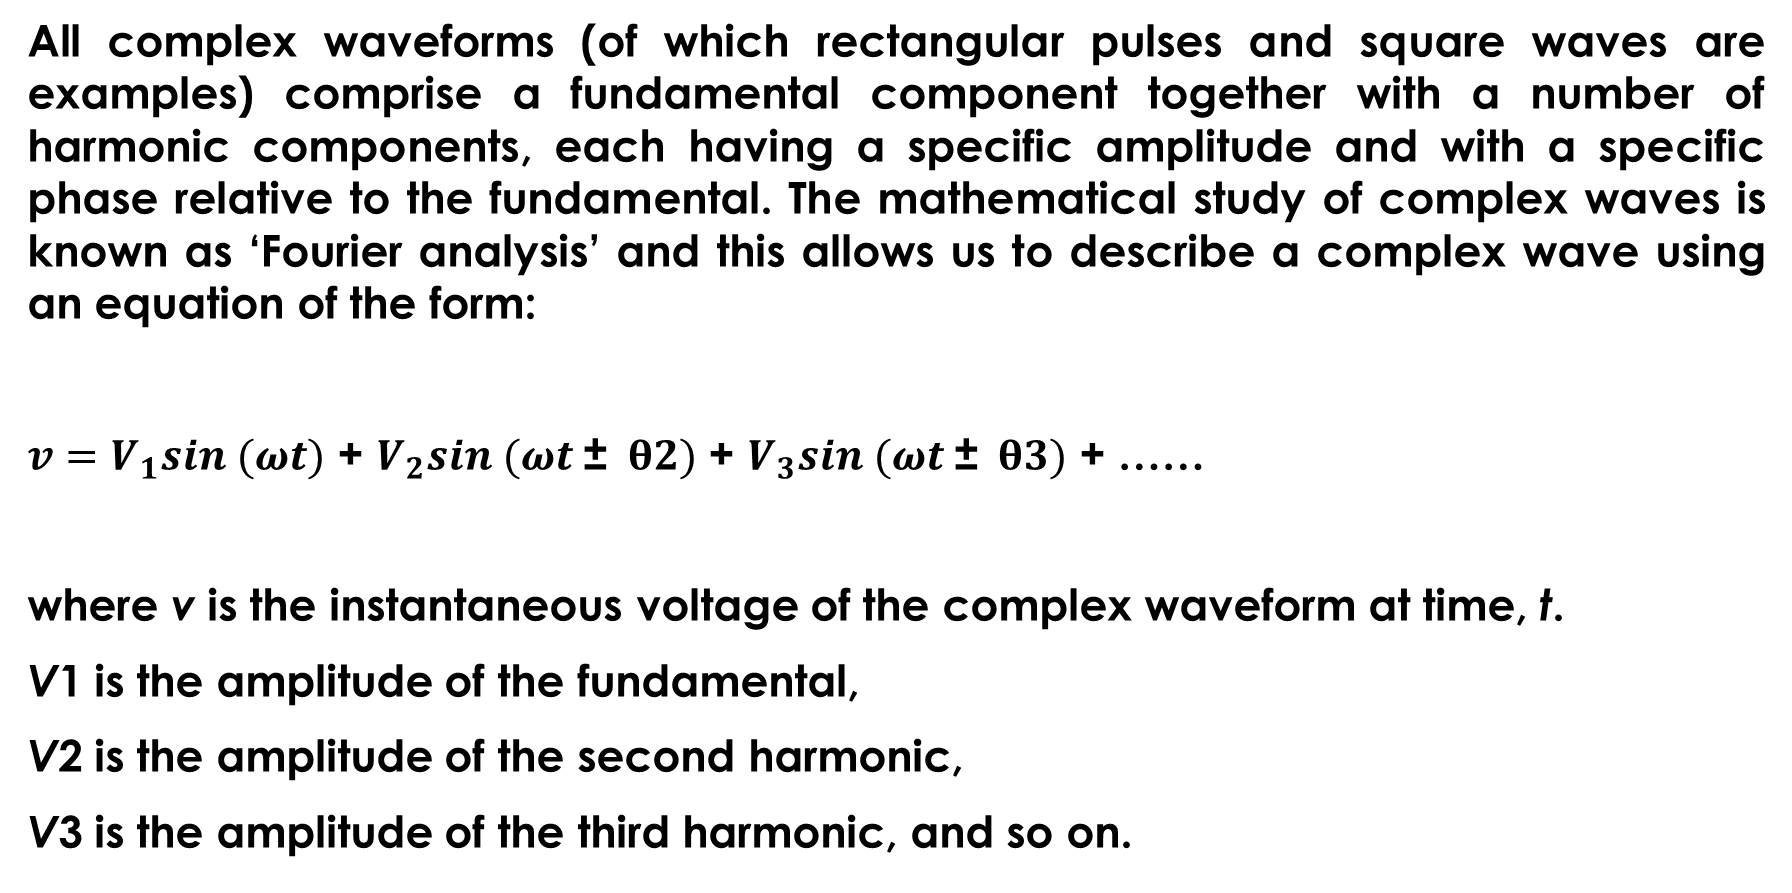 All complex waveforms (of which rectangular pulses and square waves are
examples) comprise a fundamental component together with a number of
harmonic components, each having a specific amplitude and with a specific
phase relative to the fundamental. The mathematical study of complex waves is
known as ‘Fourier analysis’ and this allows us to describe a complex wave using
an equation of the form:
v = V₁sin (ωt) + V₂sin (ωt ± θ2) + V₃sin (ωt ± θ3) + ......
where v is the instantaneous voltage of the complex waveform at time, t.
V1 is the amplitude of the fundamental,
V2 is the amplitude of the second harmonic,
V3 is the amplitude of the third harmonic, and so on.